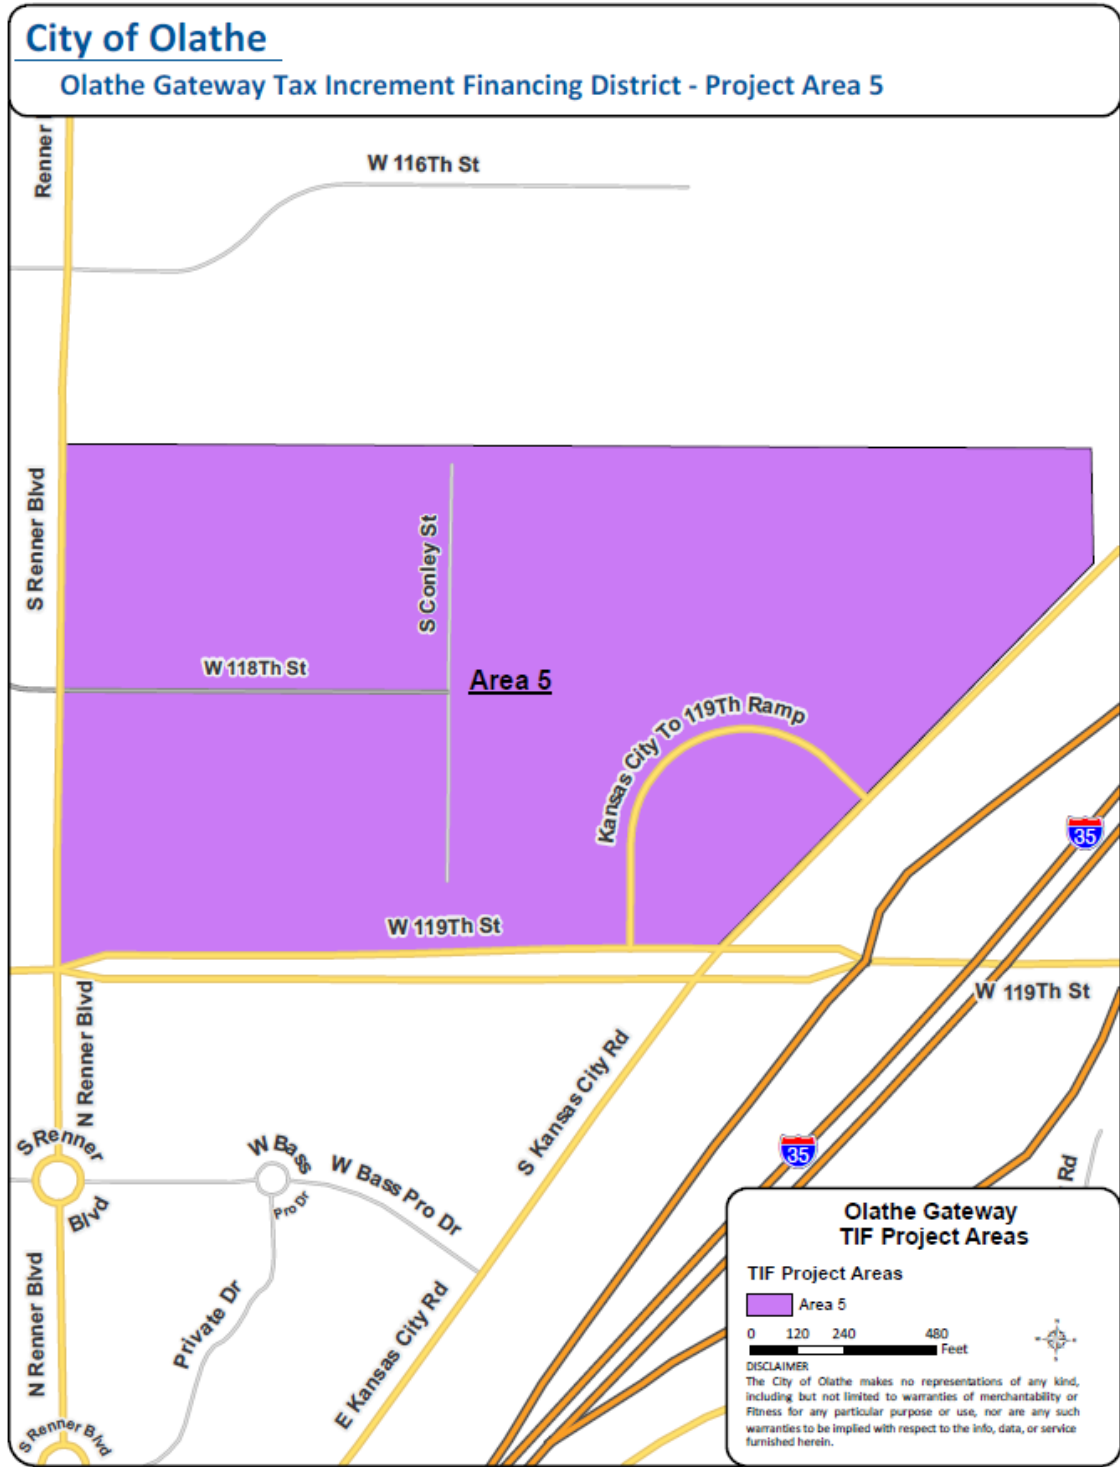 City of Olathe
Olathe Gateway Tax Increment Financing District - Project Area 5
Renner
W 116Th St
S Renner Blvd
S Conley St
W 118Th St
Area 5
Kansas City To 119Th Ramp
35
W 119Th St
W 119Th St
N Renner Blvd
S Kansas City Rd
S Renner
Blvd
W Bass
Pro Dr
W Bass Pro Dr
35
Rd
N Renner Blvd
Private Dr
E Kansas City Rd
S Renner Blvd
Olathe Gateway
TIF Project Areas
TIF Project Areas
Area 5
0 120 240 480
Feet
DISCLAIMER
The City of Olathe makes no representations of any kind,
including but not limited to warranties of merchantability or
Fitness for any particular purpose or use, nor are any such
warranties to be implied with respect to the info, data, or service
furnished herein.